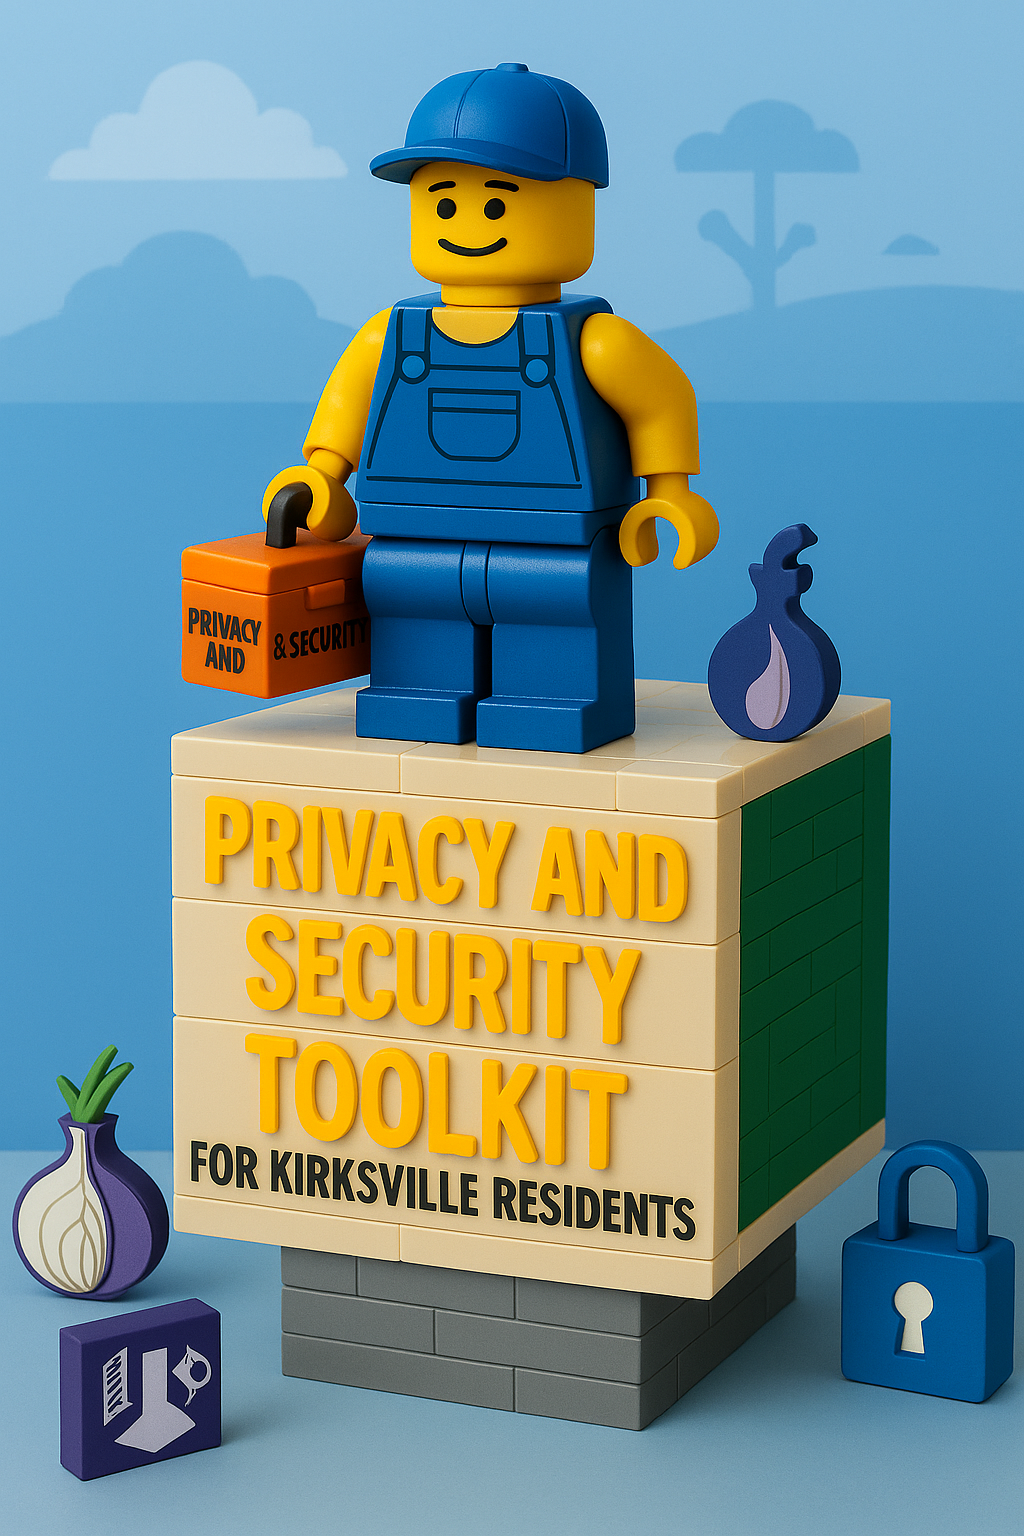 PRIVACY
AND
& SECURITY
PRIVACY AND
SECURITY
TOOLKIT
FOR KIRKSVILLE RESIDENTS